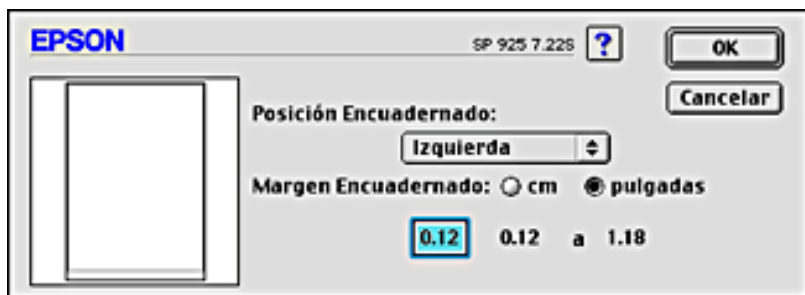 EPSON
SP 925 7.22S
?
OK
Cancelar
Posición Encuadernado:
Izquierda
Margen Encuadernado: cm pulgadas
0.12 0.12 a 1.18